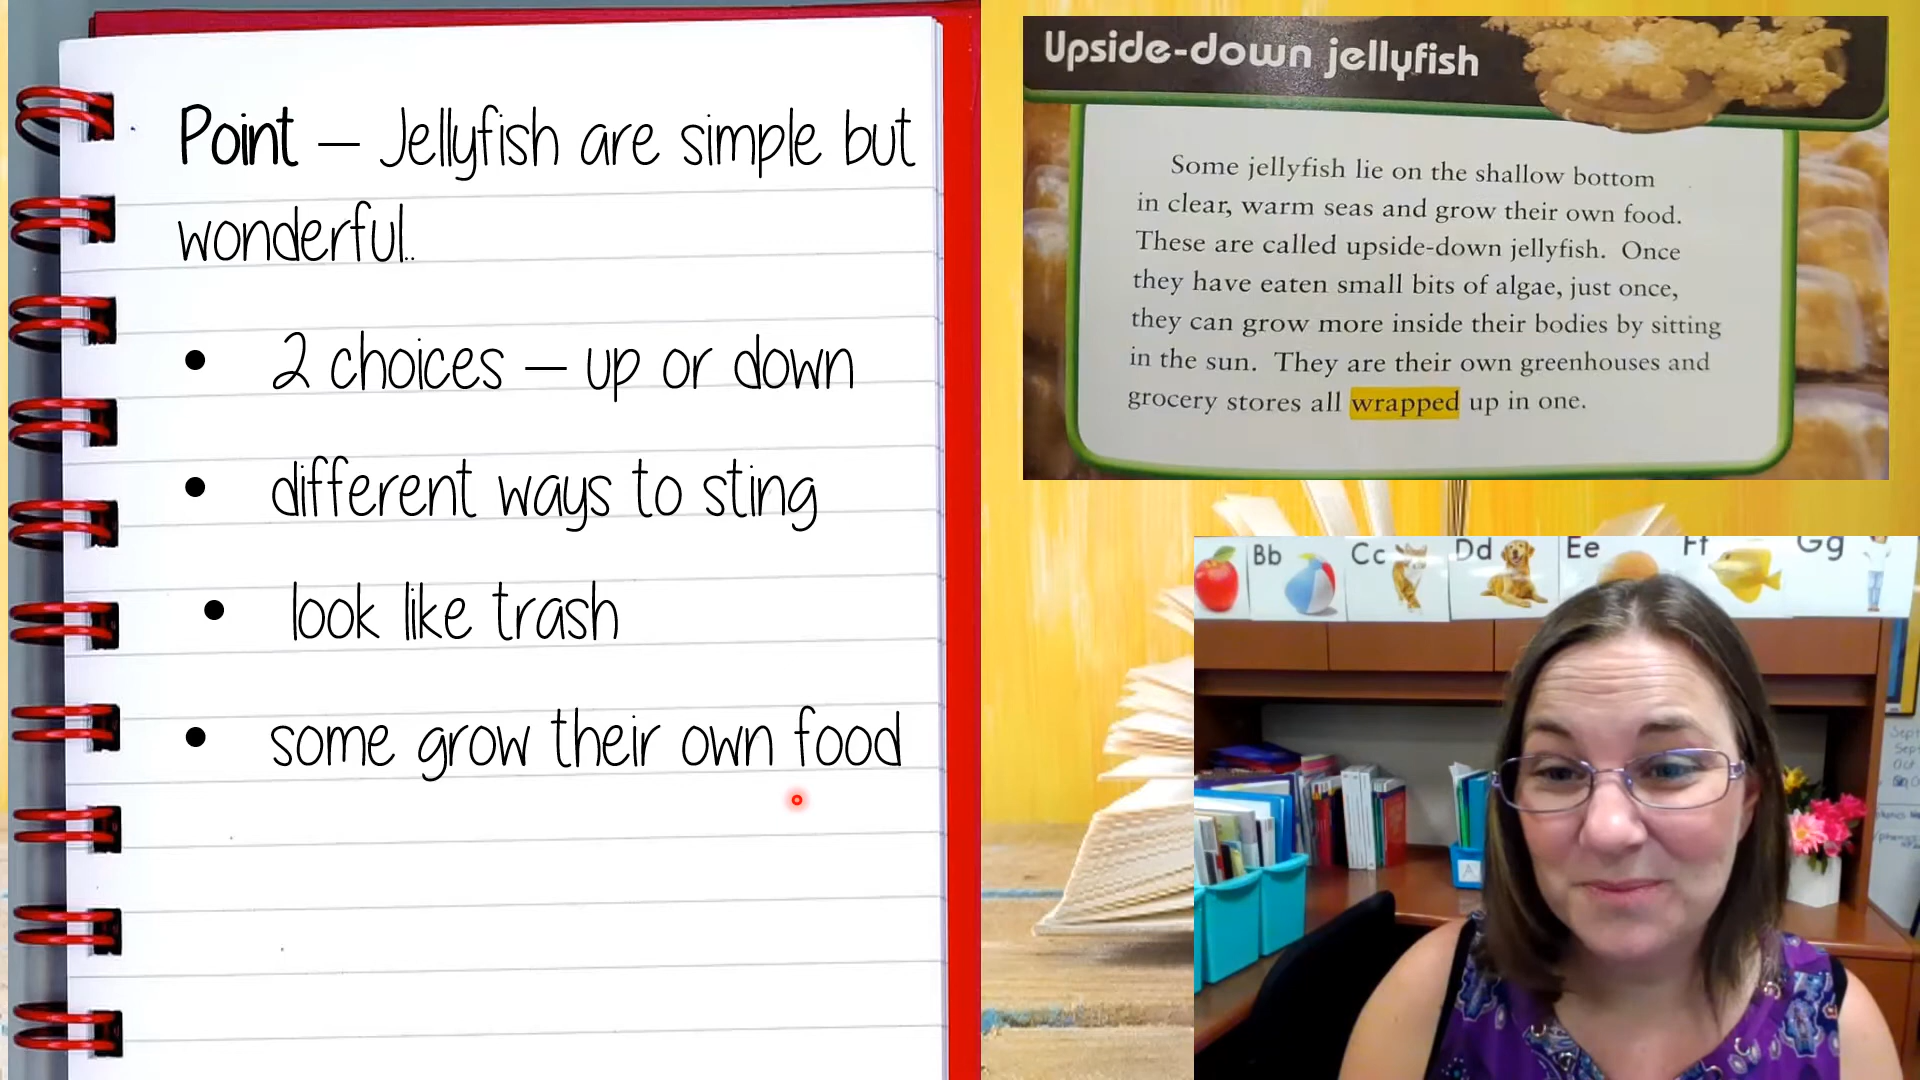 Point – Jellyfish are simple but
wonderful..
• 2 choices – up or down
• different ways to sting
• look like trash
• some grow their own food
Upside-down jellyfish
Some jellyfish lie on the shallow bottom
in clear, warm seas and grow their own food.
These are called upside-down jellyfish. Once
they have eaten small bits of algae, just once,
they can grow more inside their bodies by sitting
in the sun. They are their own greenhouses and
grocery stores all wrapped up in one.
Bb Cc Dd Ee Ff Gg
A
Sept
Sep
Oct